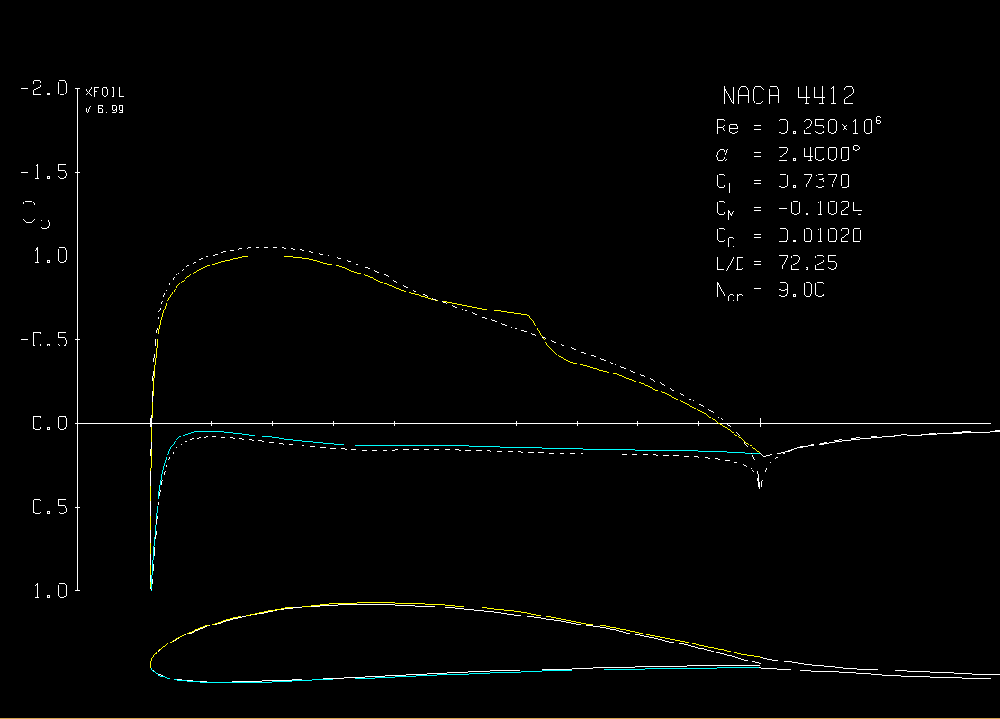 -2.0
XFOIL
V 6.99
-1.5
Cp
-1.0
-0.5
0.0
0.5
1.0
NACA 4412
Re = 0.250×10⁶
α = 2.4000°
CL = 0.7370
CM = -0.1024
CD = 0.01020
L/D = 72.25
Ncr = 9.00